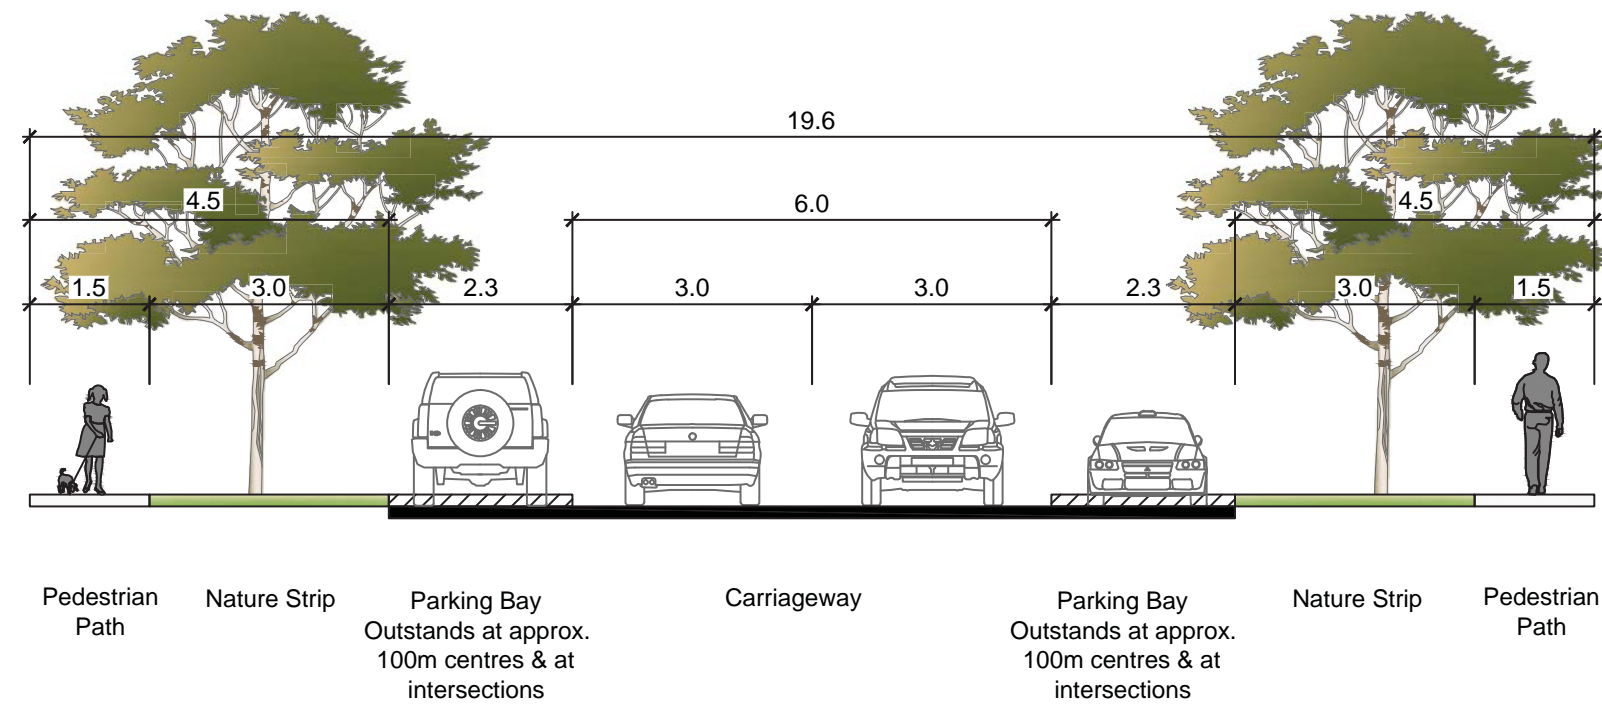 19.6
4.5
6.0
4.5
1.5
3.0
2.3
3.0
3.0
2.3
3.0
1.5
Pedestrian
Path
Nature Strip
Parking Bay
Outstands at approx.
100m centres & at
intersections
Carriageway
Parking Bay
Outstands at approx.
100m centres & at
intersections
Nature Strip
Pedestrian
Path